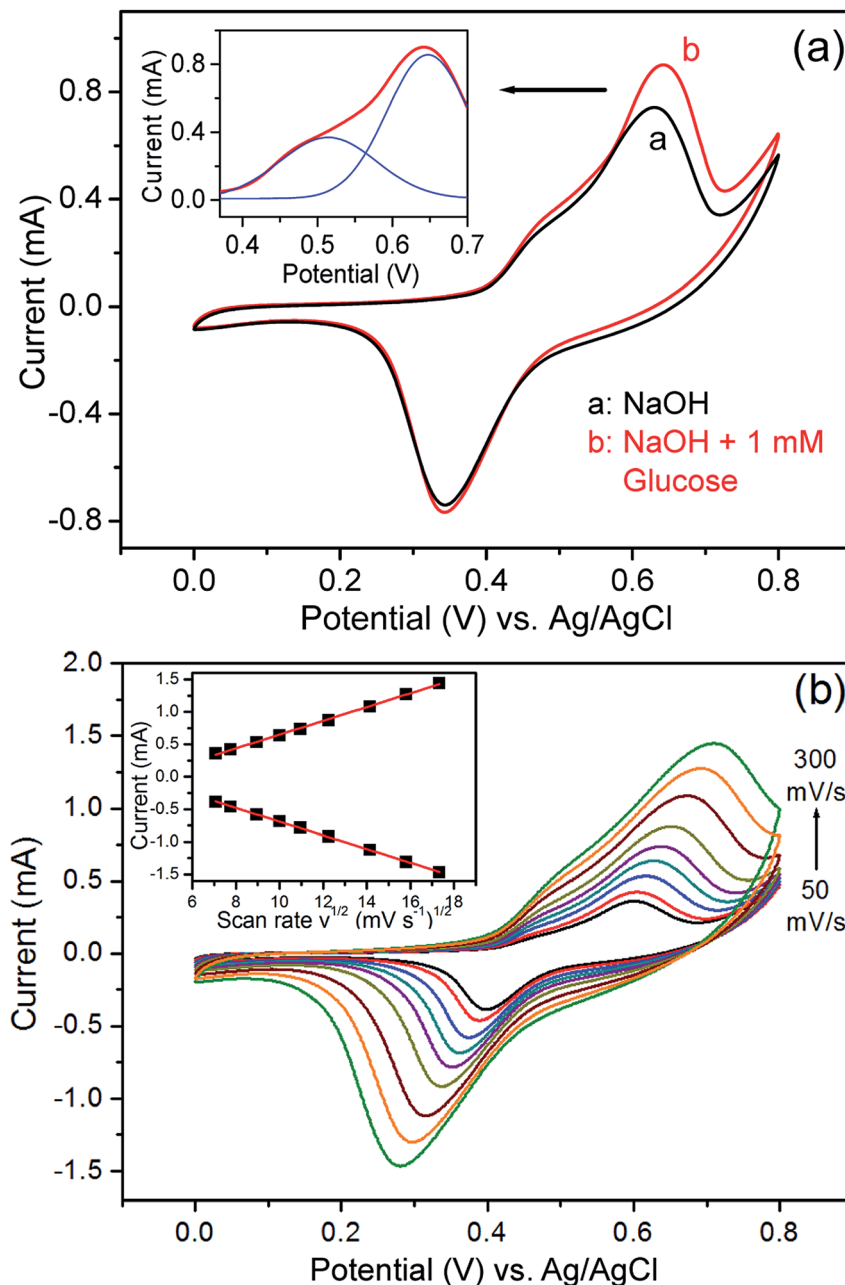 (a)
b
a
0.8
0.4
0.0
-0.4
-0.8
Current (mA)
0.0 0.2 0.4 0.6 0.8
Potential (V) vs. Ag/AgCl
a: NaOH
b: NaOH + 1 mM
Glucose
0.8
0.4
0.0
Current (mA)
0.4 0.5 0.6 0.7
Potential (V)
(b)
300
mV/s
50
mV/s
2.0
1.5
1.0
0.5
0.0
-0.5
-1.0
-1.5
Current (mA)
0.0 0.2 0.4 0.6 0.8
Potential (V) vs. Ag/AgCl
1.5
1.0
0.5
0.0
-0.5
-1.0
-1.5
Current (mA)
6 8 10 12 14 16 18
Scan rate v^1/2 (mV s^-1)^1/2